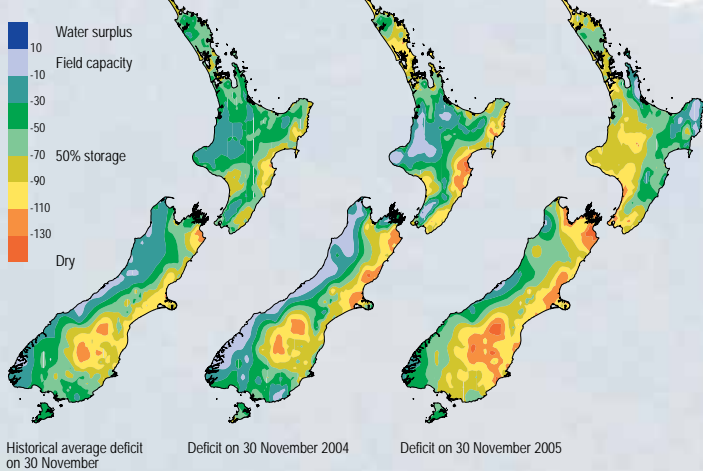 Water surplus
10
Field capacity
-10
-30
-50
50% storage
-70
-90
-110
-130
Dry
Historical average deficit
on 30 November
Deficit on 30 November 2004
Deficit on 30 November 2005